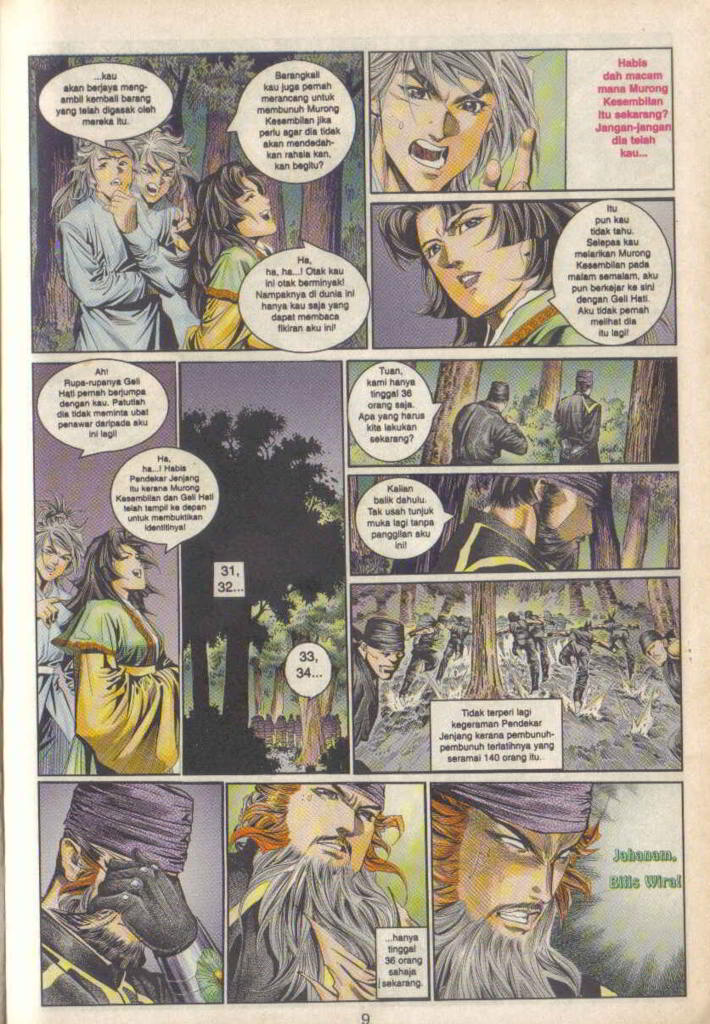 ...kau
akan berjaya meng-
ambil kembali barang
yang telah digasak oleh
mereka itu.
Barangkali
kau juga pernah
merancang untuk
membunuh Murong
Kesembilan jika
perlu agar dia tidak
akan mendedah-
kan rahsia kan,
kan begitu?
Ha,
ha, ha...! Otak kau
ini otak berminyak!
Nampaknya di dunia ini
hanya kau saja yang
dapat membaca
fikiran aku ini!
Habis
dah macam
mana Murong
Kesembilan
itu sekarang?
Jangan-jangan
dia telah
kau...
Itu
pun kau
tidak tahu.
Selepas kau
melarikan Murong
Kesembilan pada
malam semalam, aku
pun berkejar ke sini
dengan Geli Hati.
Aku tidak pernah
melihat dia
itu lagi!
Ah!
Rupa-rupanya Geli
Hati pernah berjumpa
dengan kau. Patutlah
dia tidak meminta ubat
penawar daripada aku
ini lagi!
Ha,
ha...! Habis
Pendekar Jenjang
itu kerana Murong
Kesembilan dan Geli Hati
telah tampil ke depan
untuk membuktikan
identitinya!
31,
32...
33,
34...
Tuan,
kami hanya
tinggal 36
orang saja.
Apa yang harus
kita lakukan
sekarang?
Kalian
balik dahulu.
Tak usah tunjuk
muka lagi tanpa
panggilan aku
ini!
Tidak terperi lagi
kegeraman Pendekar
Jenjang kerana pembunuh-
pembunuh terlatihnya yang
seramai 140 orang itu.
...hanya
tinggal
36 orang
sahaja
sekarang.
Jahanam,
Bilis Wira!
9